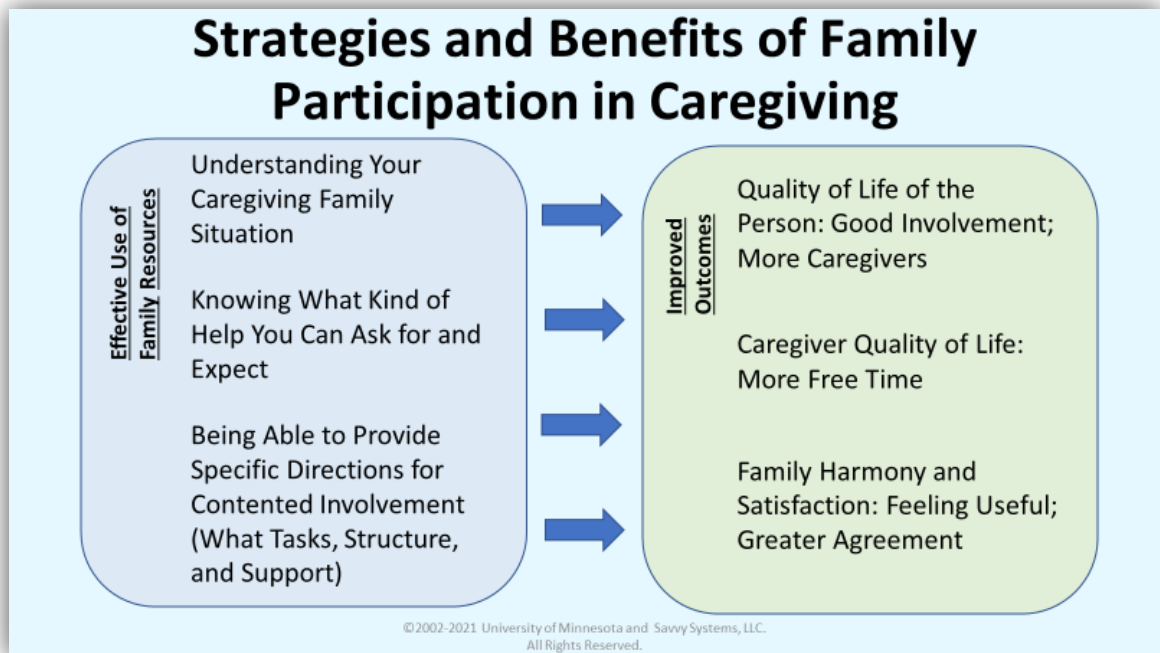 Strategies and Benefits of Family
Participation in Caregiving
Effective Use of
Family Resources
Understanding Your
Caregiving Family
Situation
Knowing What Kind of
Help You Can Ask for and
Expect
Being Able to Provide
Specific Directions for
Contented Involvement
(What Tasks, Structure,
and Support)
Improved
Outcomes
Quality of Life of the
Person: Good Involvement;
More Caregivers
Caregiver Quality of Life:
More Free Time
Family Harmony and
Satisfaction: Feeling Useful;
Greater Agreement
©2002-2021 University of Minnesota and Savvy Systems, LLC.
All Rights Reserved.